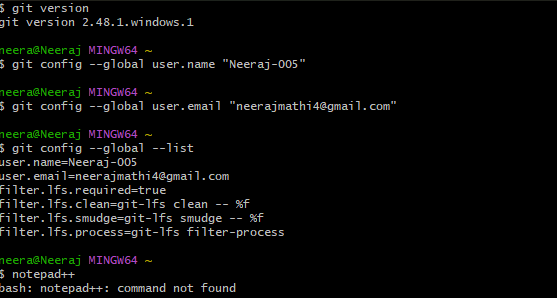 $ git version
git version 2.48.1.windows.1
neera@Neeraj MINGW64 ~
$ git config --global user.name "Neeraj-005"
neera@Neeraj MINGW64 ~
$ git config --global user.email "neerajmathi4@gmail.com"
neera@Neeraj MINGW64 ~
$ git config --global --list
user.name=Neeraj-005
user.email=neerajmathi4@gmail.com
filter.lfs.required=true
filter.lfs.clean=git-lfs clean -- %f
filter.lfs.smudge=git-lfs smudge -- %f
filter.lfs.process=git-lfs filter-process
neera@Neeraj MINGW64 ~
$ notepad++
bash: notepad++: command not found